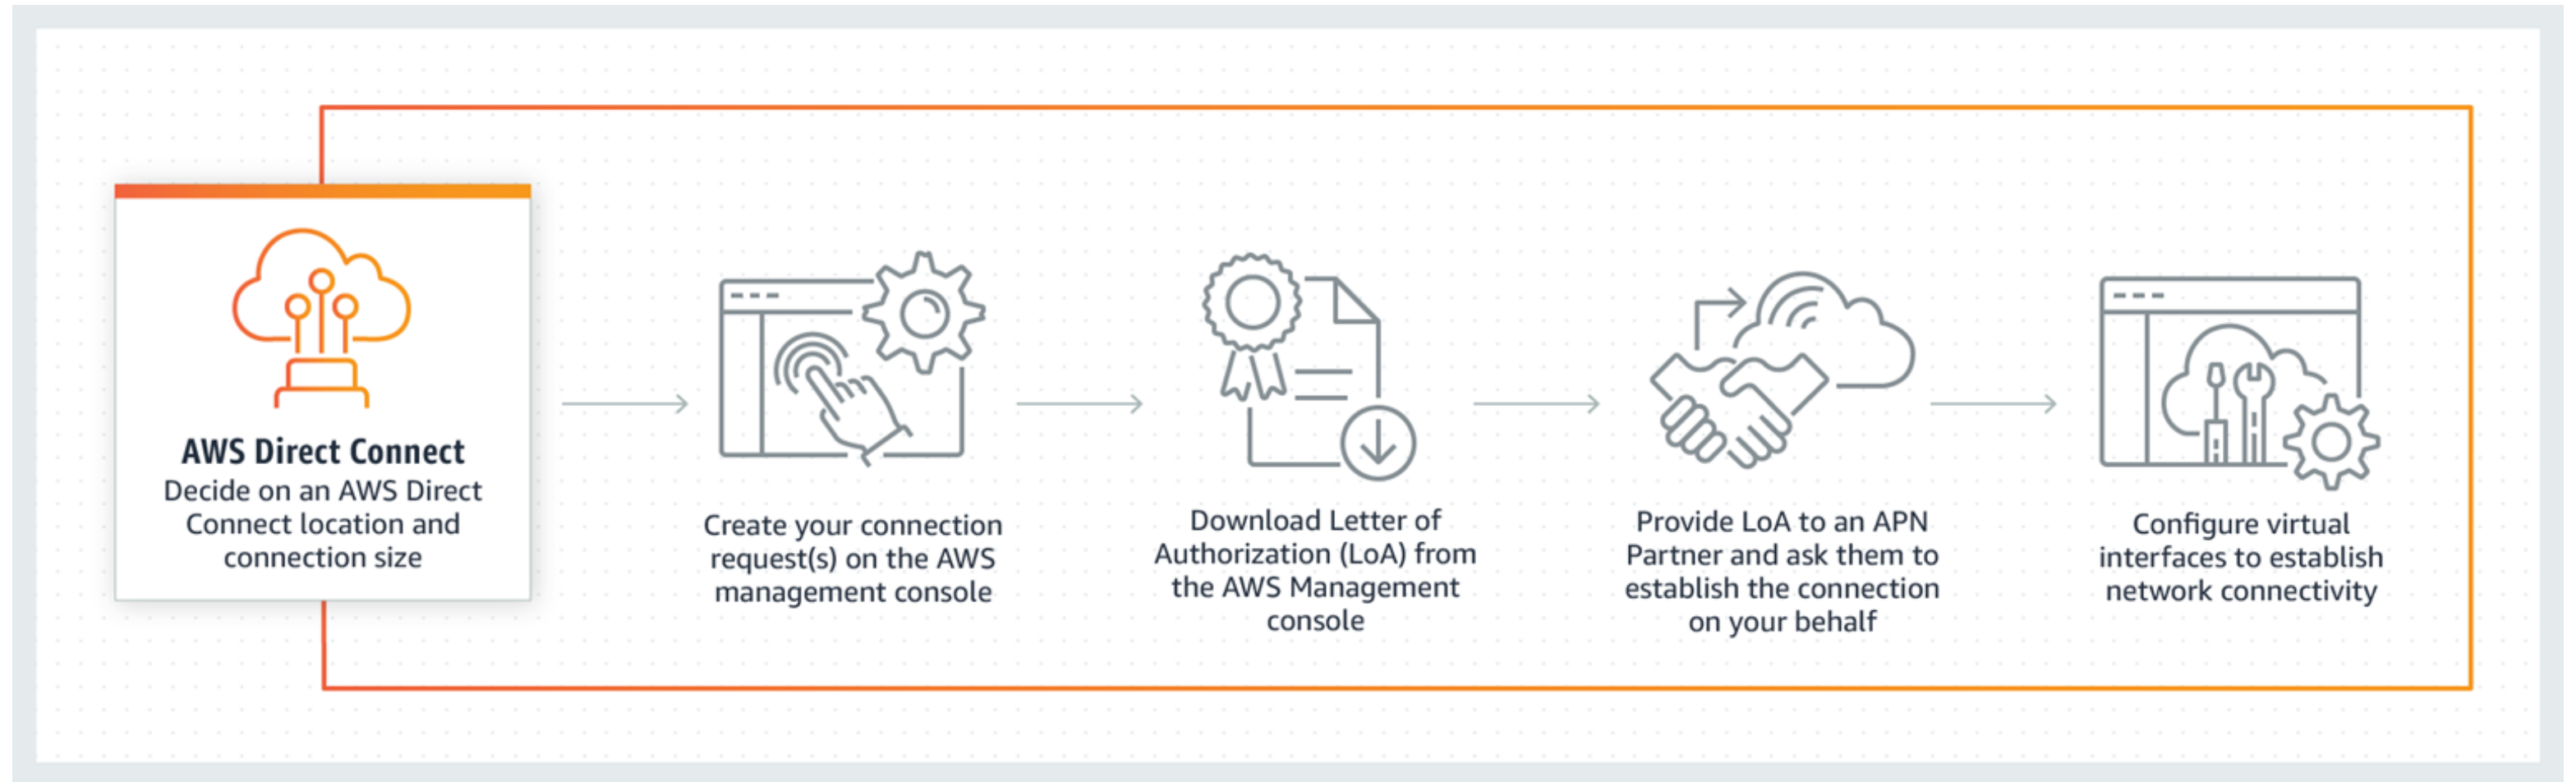 AWS Direct Connect
Decide on an AWS Direct
Connect location and
connection size
Create your connection
request(s) on the AWS
management console
Download Letter of
Authorization (LoA) from
the AWS Management
console
Provide LoA to an APN
Partner and ask them to
establish the connection
on your behalf
Configure virtual
interfaces to establish
network connectivity